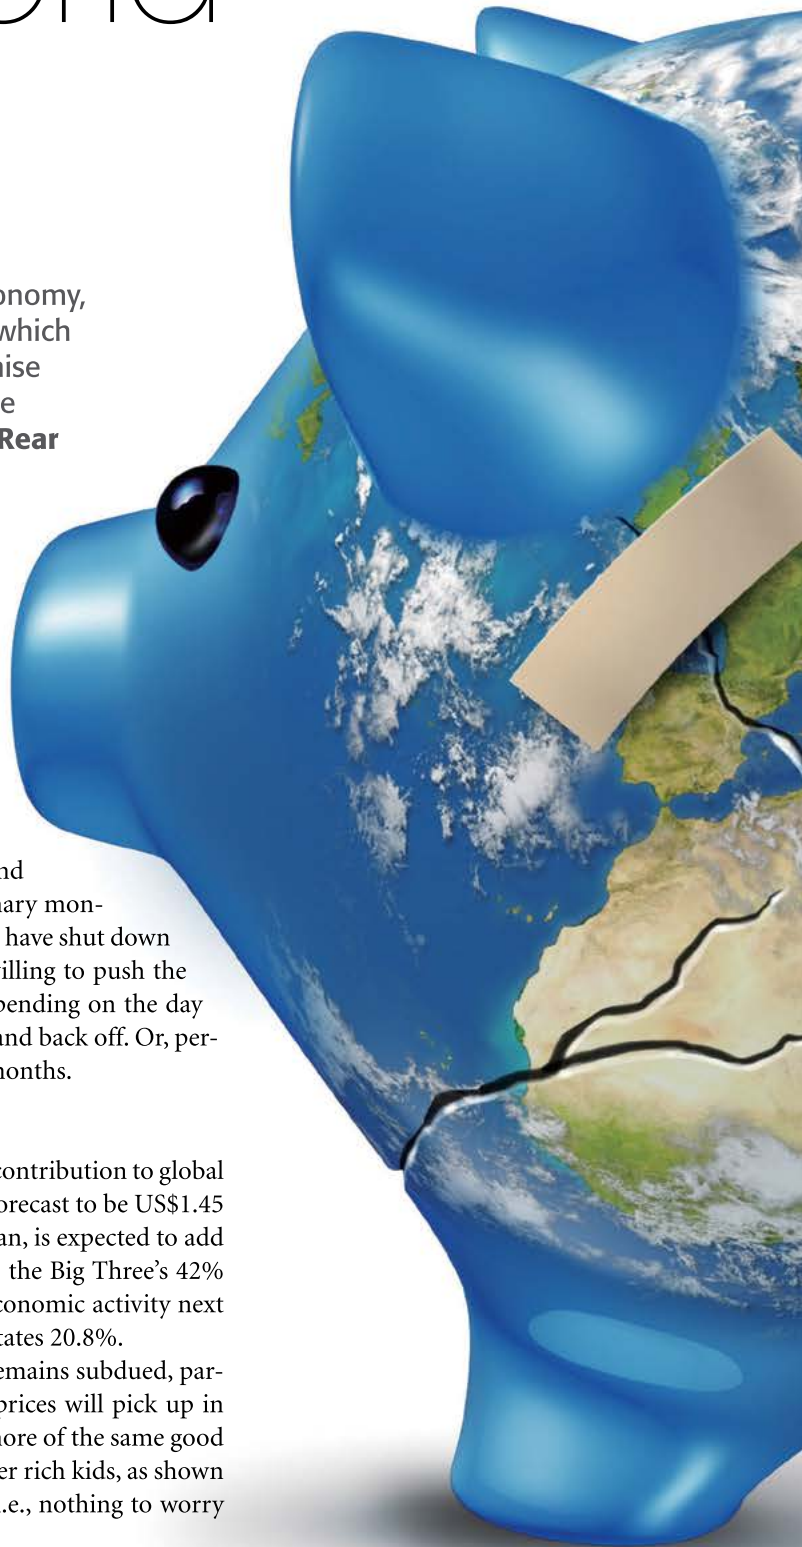 onomy,
which
nise
e
Rear
nd
nary mon-
have shut down
villing to push the
pending on the day
and back off. Or, per-
nonths.
contribution to global
orecast to be US$1.45
an, is expected to add
the Big Three’s 42%
conomic activity next
tates 20.8%.
emains subdued, par-
prices will pick up in
nore of the same good
er rich kids, as shown
i.e., nothing to worry